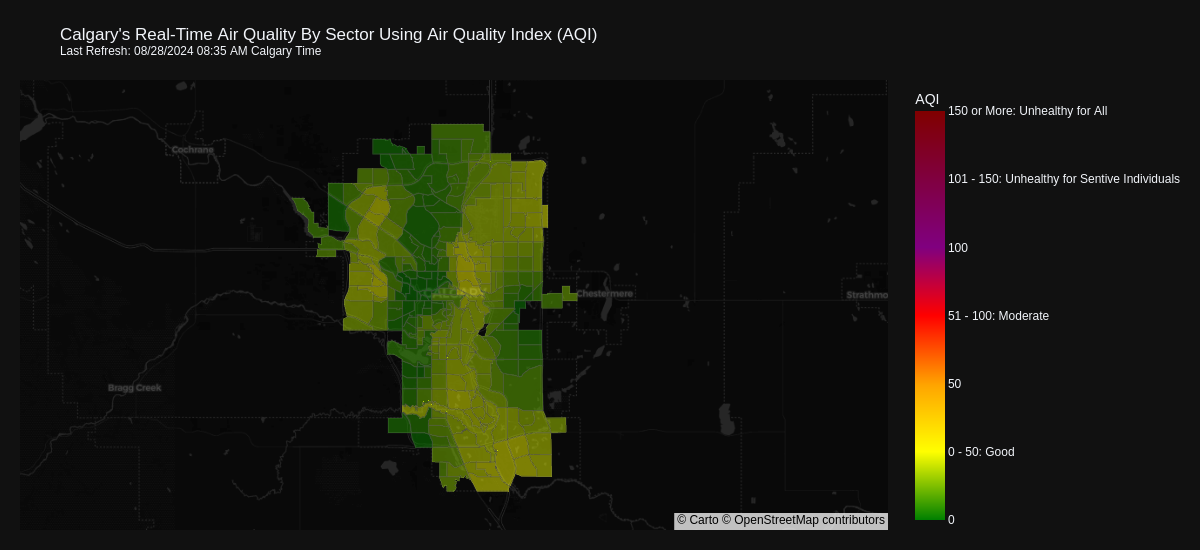 Calgary's Real-Time Air Quality By Sector Using Air Quality Index (AQI)
Last Refresh: 08/28/2024 08:35 AM Calgary Time
AQI
150 or More: Unhealthy for All
Cochrane
101 - 150: Unhealthy for Sentive Individuals
100
CALGARY
Chestermere
Strathmo
51 - 100: Moderate
Bragg Creek
50
0 - 50: Good
© Carto © OpenStreetMap contributors
0